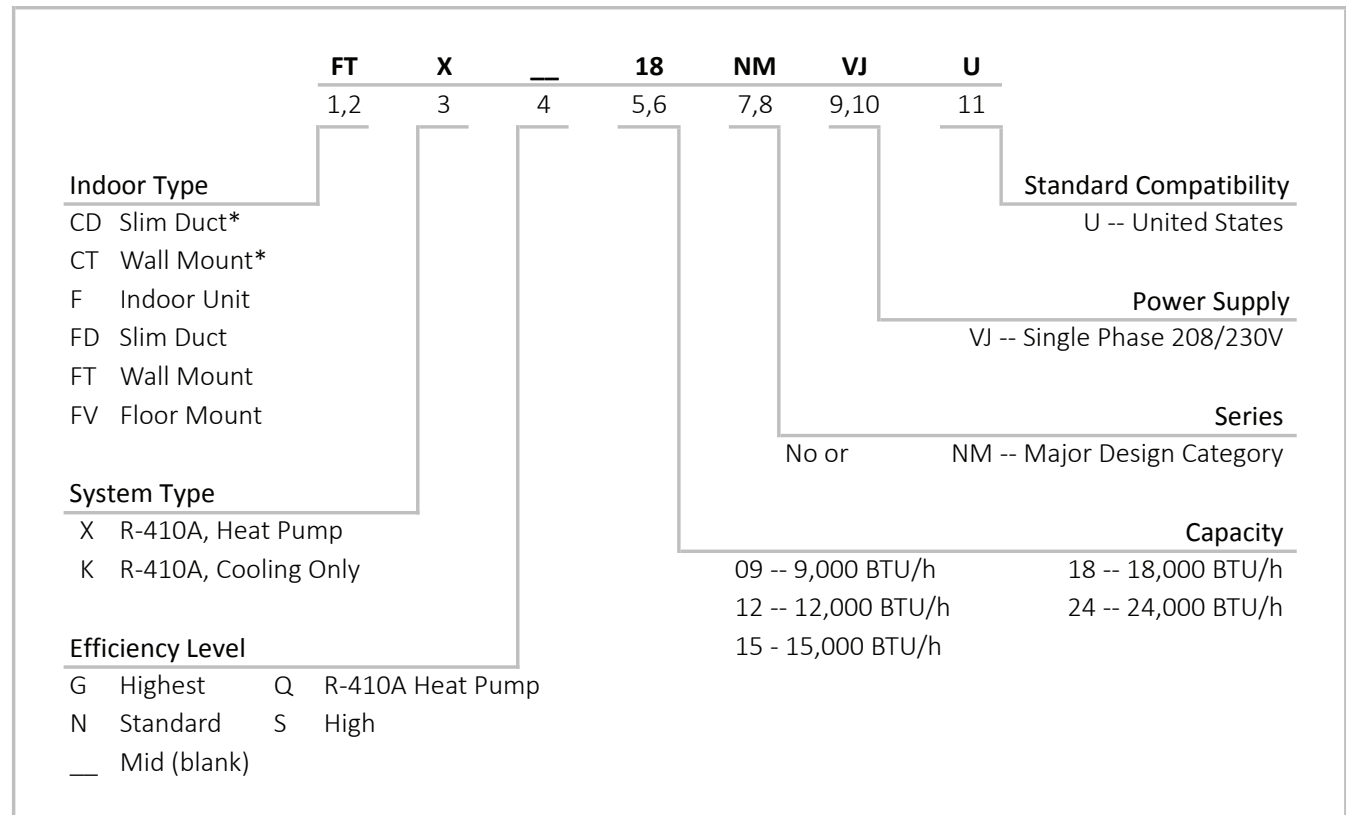 FT X __ 18 NM VJ U
1,2 3 4 5,6 7,8 9,10 11
Indoor Type
CD Slim Duct*
CT Wall Mount*
F Indoor Unit
FD Slim Duct
FT Wall Mount
FV Floor Mount
System Type
X R-410A, Heat Pump
K R-410A, Cooling Only
Efficiency Level
G Highest Q R-410A Heat Pump
N Standard S High
__ Mid (blank)
Standard Compatibility
U -- United States
Power Supply
VJ -- Single Phase 208/230V
Series
No or NM -- Major Design Category
Capacity
09 -- 9,000 BTU/h 18 -- 18,000 BTU/h
12 -- 12,000 BTU/h 24 -- 24,000 BTU/h
15 - 15,000 BTU/h